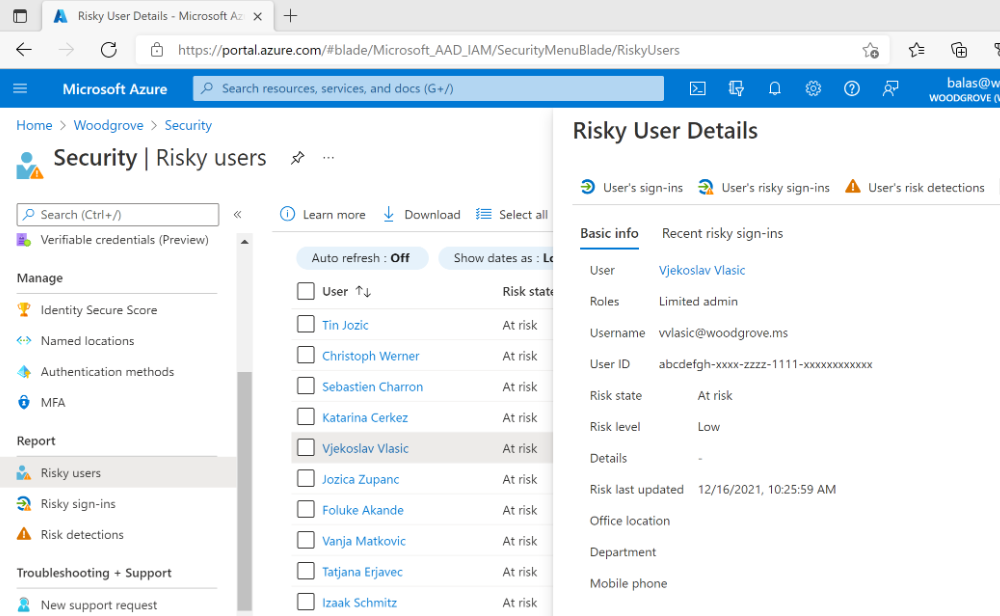 Risky User Details - Microsoft Az
https://portal.azure.com/#blade/Microsoft_AAD_IAM/SecurityMenuBlade/RiskyUsers
Microsoft Azure
Search resources, services, and docs (G+/)
balas@w
WOODGROVE (V
Home > Woodgrove > Security
Security | Risky users
...
Search (Ctrl+/)
«
Verifiable credentials (Preview)
Manage
Identity Secure Score
Named locations
Authentication methods
MFA
Report
Risky users
Risky sign-ins
Risk detections
Troubleshooting + Support
New support request
Learn more
Download
Select all
Auto refresh : Off
Show dates as : Lo
User ↑↓
Risk state
Tin Jozic
At risk
Christoph Werner
At risk
Sebastien Charron
At risk
Katarina Cerkez
At risk
Vjekoslav Vlasic
At risk
Jozica Zupanc
At risk
Foluke Akande
At risk
Vanja Matkovic
At risk
Tatjana Erjavec
At risk
Izaak Schmitz
At risk
Risky User Details
User's sign-ins
User's risky sign-ins
User's risk detections
Basic info
Recent risky sign-ins
User Vjekoslav Vlasic
Roles Limited admin
Username vvlasic@woodgrove.ms
User ID abcdefgh-xxxx-zzzz-1111-xxxxxxxxxxxx
Risk state At risk
Risk level Low
Details -
Risk last updated 12/16/2021, 10:25:59 AM
Office location
Department
Mobile phone